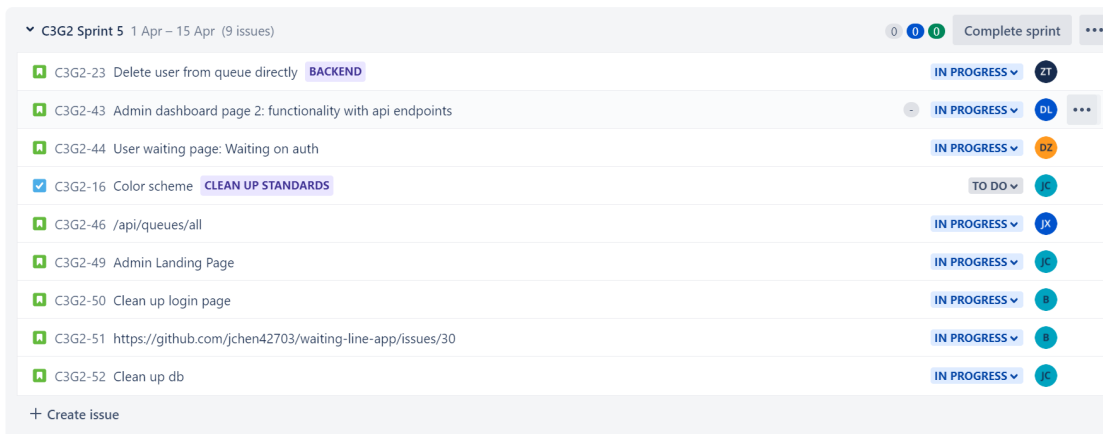 C3G2 Sprint 5 1 Apr – 15 Apr (9 issues) 0 0 0 Complete sprint
C3G2-23 Delete user from queue directly BACKEND IN PROGRESS ZT
C3G2-43 Admin dashboard page 2: functionality with api endpoints - IN PROGRESS DL
C3G2-44 User waiting page: Waiting on auth IN PROGRESS DZ
C3G2-16 Color scheme CLEAN UP STANDARDS TO DO JC
C3G2-46 /api/queues/all IN PROGRESS JX
C3G2-49 Admin Landing Page IN PROGRESS JC
C3G2-50 Clean up login page IN PROGRESS B
C3G2-51 https://github.com/jchen42703/waiting-line-app/issues/30 IN PROGRESS B
C3G2-52 Clean up db IN PROGRESS JC
+ Create issue